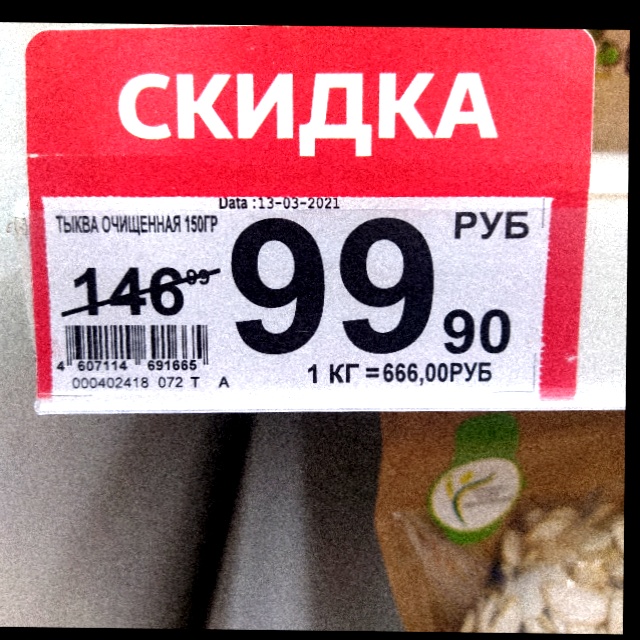 СКИДКА
Data :13-03-2021
ТЫКВА ОЧИЩЕННАЯ 150ГР
РУБ
146 89
99 90
4 607114 691665
000402418 072 Т А
1 КГ =666,00РУБ